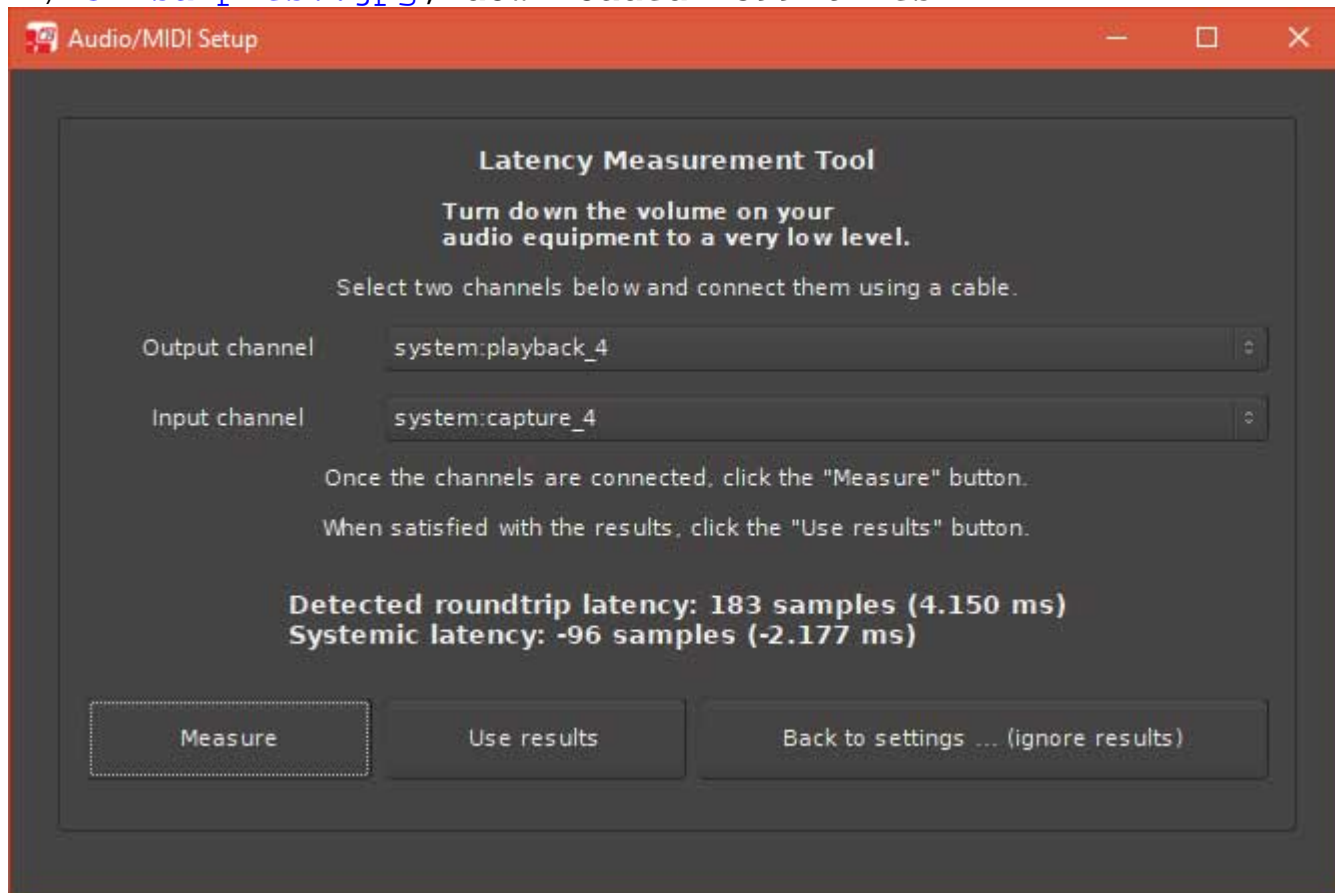 Audio/MIDI Setup
Latency Measurement Tool
Turn down the volume on your
audio equipment to a very low level.
Select two channels below and connect them using a cable.
Output channel system:playback_4
Input channel system:capture_4
Once the channels are connected, click the "Measure" button.
When satisfied with the results, click the "Use results" button.
Detected roundtrip latency: 183 samples (4.150 ms)
Systemic latency: -96 samples (-2.177 ms)
Measure Use results Back to settings ... (ignore results)